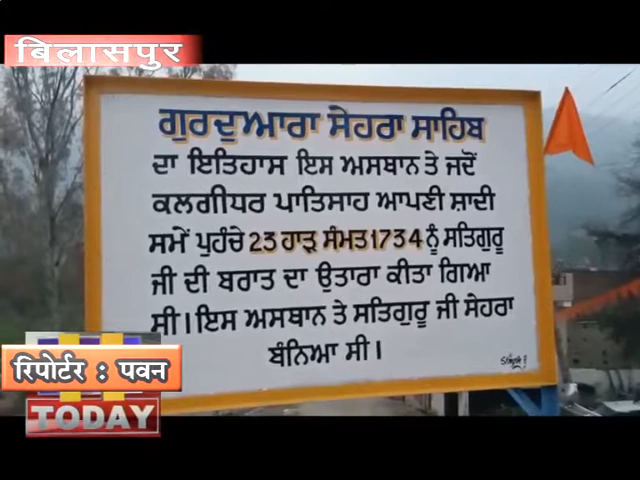 बिलासपुर
ਗੁਰਦੁਆਰਾ ਸੇਹਰਾ ਸਾਹਿਬ
ਦਾ ਇਤਿਹਾਸ ਇਸ ਅਸਥਾਨ ਤੇ ਜਦੋਂ
ਕਲਗੀਧਰ ਪਾਤਿਸਾਹ ਆਪਣੀ ਸ਼ਾਦੀ
ਸਮੇਂ ਪੁਹੰਚੇ 23 ਹਾੜ ਸੰਮਤ 1734 ਨੂੰ ਸਤਿਗੁਰੂ
ਜੀ ਦੀ ਬਰਾਤ ਦਾ ਉਤਾਰਾ ਕੀਤਾ ਗਿਆ
ਸੀ। ਇਸ ਅਸਥਾਨ ਤੇ ਸਤਿਗੁਰੂ ਜੀ ਸੇਹਰਾ
ਬੰਨਿਆ ਸੀ।
रिपोर्टर : पवन
TODAY